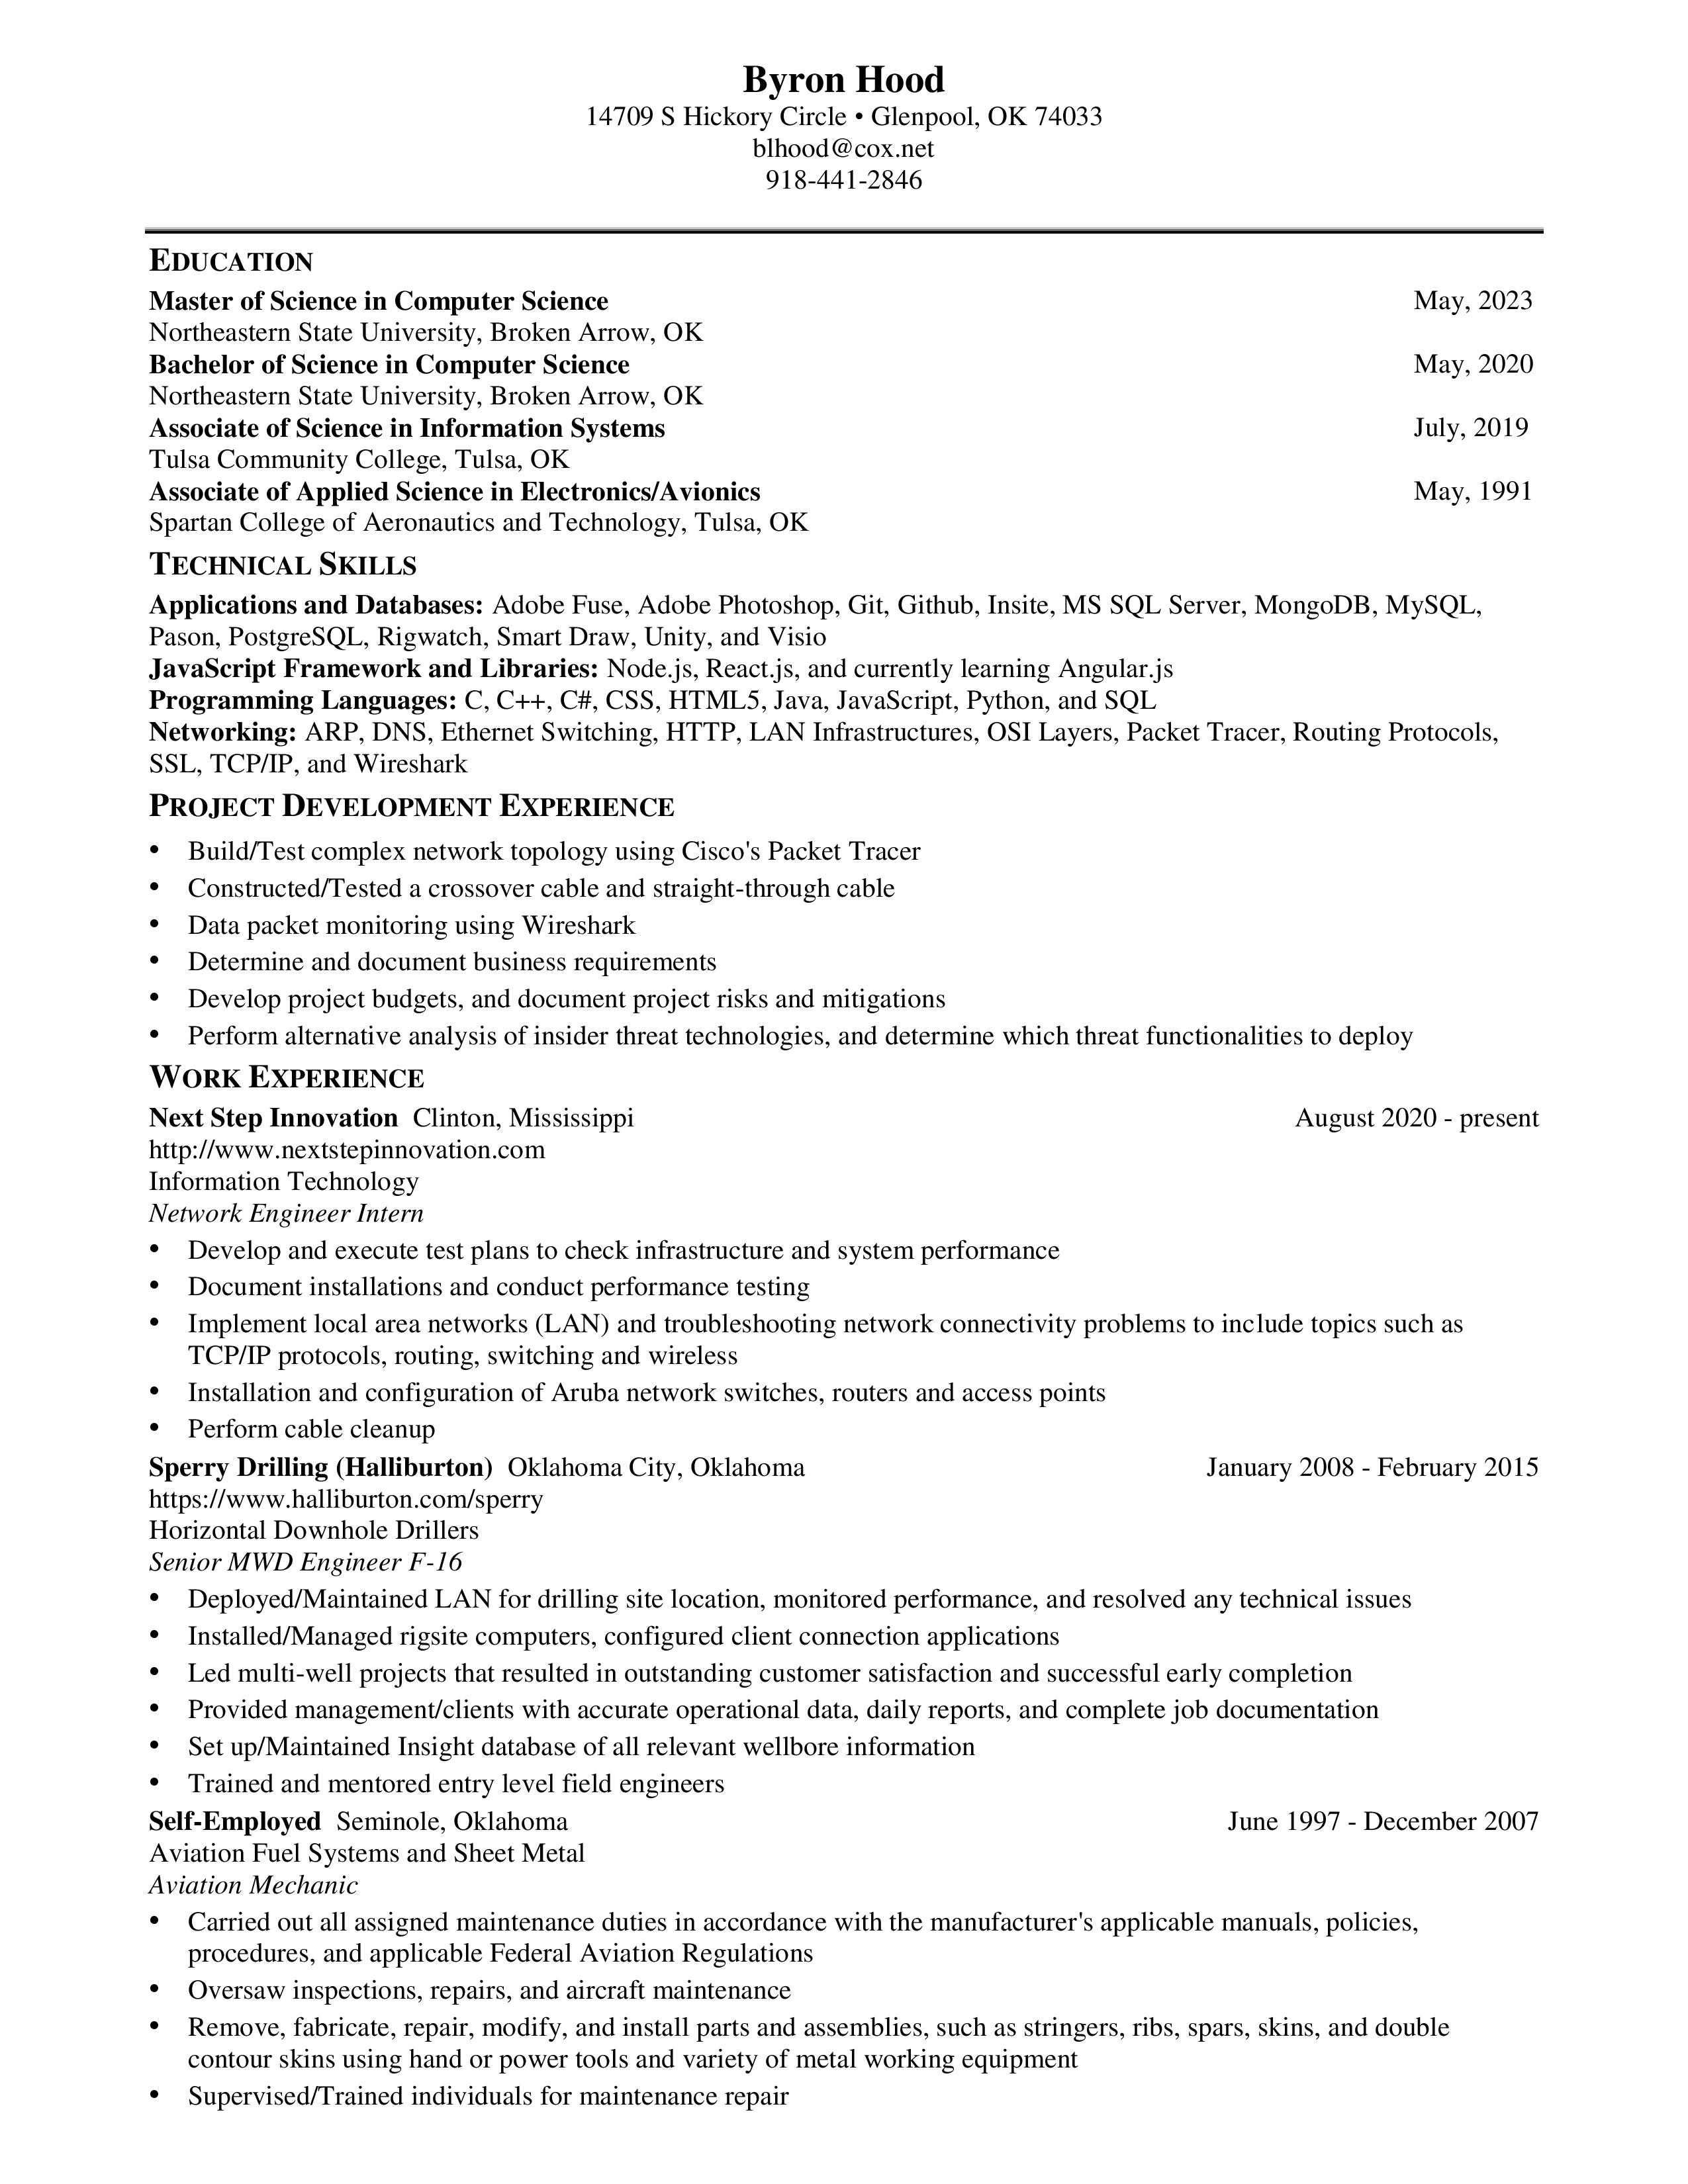 Byron Hood
14709 S Hickory Circle • Glenpool, OK 74033
blhood@cox.net
918-441-2846
EDUCATION
Master of Science in Computer Science May, 2023
Northeastern State University, Broken Arrow, OK
Bachelor of Science in Computer Science May, 2020
Northeastern State University, Broken Arrow, OK
Associate of Science in Information Systems July, 2019
Tulsa Community College, Tulsa, OK
Associate of Applied Science in Electronics/Avionics May, 1991
Spartan College of Aeronautics and Technology, Tulsa, OK
TECHNICAL SKILLS
Applications and Databases: Adobe Fuse, Adobe Photoshop, Git, Github, Insite, MS SQL Server, MongoDB, MySQL,
Pason, PostgreSQL, Rigwatch, Smart Draw, Unity, and Visio
JavaScript Framework and Libraries: Node.js, React.js, and currently learning Angular.js
Programming Languages: C, C++, C#, CSS, HTML5, Java, JavaScript, Python, and SQL
Networking: ARP, DNS, Ethernet Switching, HTTP, LAN Infrastructures, OSI Layers, Packet Tracer, Routing Protocols,
SSL, TCP/IP, and Wireshark
PROJECT DEVELOPMENT EXPERIENCE
• Build/Test complex network topology using Cisco's Packet Tracer
• Constructed/Tested a crossover cable and straight-through cable
• Data packet monitoring using Wireshark
• Determine and document business requirements
• Develop project budgets, and document project risks and mitigations
• Perform alternative analysis of insider threat technologies, and determine which threat functionalities to deploy
WORK EXPERIENCE
Next Step Innovation Clinton, Mississippi August 2020 - present
http://www.nextstepinnovation.com
Information Technology
Network Engineer Intern
• Develop and execute test plans to check infrastructure and system performance
• Document installations and conduct performance testing
• Implement local area networks (LAN) and troubleshooting network connectivity problems to include topics such as
TCP/IP protocols, routing, switching and wireless
• Installation and configuration of Aruba network switches, routers and access points
• Perform cable cleanup
Sperry Drilling (Halliburton) Oklahoma City, Oklahoma January 2008 - February 2015
https://www.halliburton.com/sperry
Horizontal Downhole Drillers
Senior MWD Engineer F-16
• Deployed/Maintained LAN for drilling site location, monitored performance, and resolved any technical issues
• Installed/Managed rigsite computers, configured client connection applications
• Led multi-well projects that resulted in outstanding customer satisfaction and successful early completion
• Provided management/clients with accurate operational data, daily reports, and complete job documentation
• Set up/Maintained Insight database of all relevant wellbore information
• Trained and mentored entry level field engineers
Self-Employed Seminole, Oklahoma June 1997 - December 2007
Aviation Fuel Systems and Sheet Metal
Aviation Mechanic
• Carried out all assigned maintenance duties in accordance with the manufacturer's applicable manuals, policies,
procedures, and applicable Federal Aviation Regulations
• Oversaw inspections, repairs, and aircraft maintenance
• Remove, fabricate, repair, modify, and install parts and assemblies, such as stringers, ribs, spars, skins, and double
contour skins using hand or power tools and variety of metal working equipment
• Supervised/Trained individuals for maintenance repair